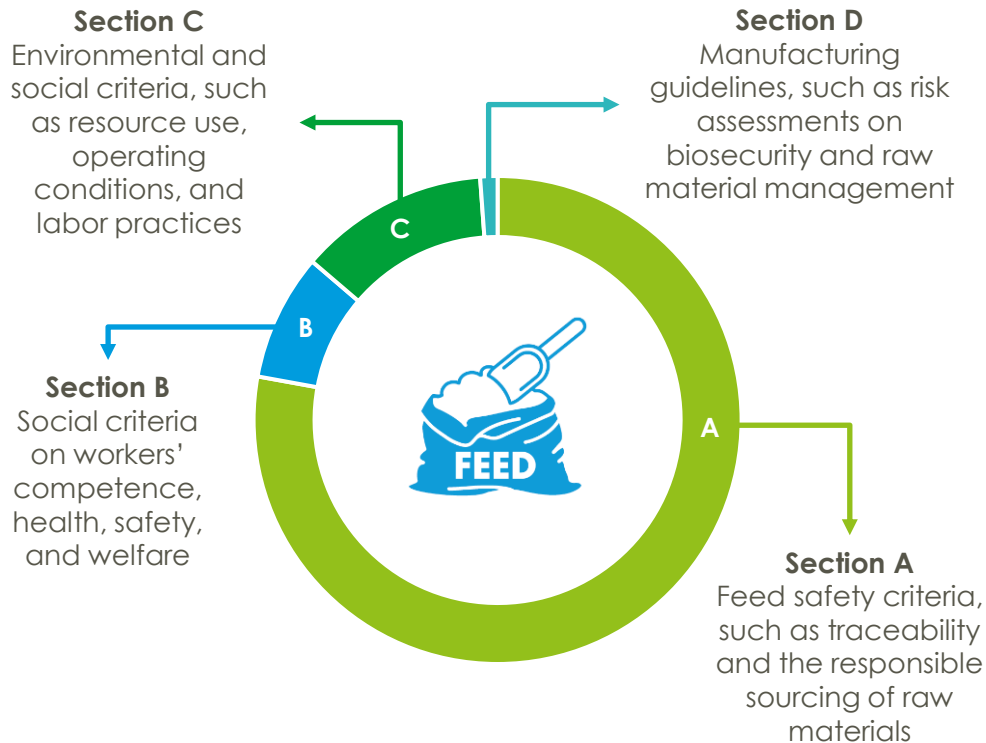 Section C
Environmental and
social criteria, such
as resource use,
operating
conditions, and
labor practices
Section D
Manufacturing
guidelines, such as risk
assessments on
biosecurity and raw
material management
C
B
Section B
Social criteria
on workers’
competence,
health, safety,
and welfare
FEED
A
Section A
Feed safety criteria,
such as traceability
and the responsible
sourcing of raw
materials